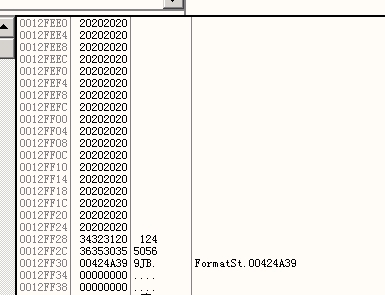 0012FEE0 20202020
0012FEE4 20202020
0012FEE8 20202020
0012FEEC 20202020
0012FEF0 20202020
0012FEF4 20202020
0012FEF8 20202020
0012FEFC 20202020
0012FF00 20202020
0012FF04 20202020
0012FF08 20202020
0012FF0C 20202020
0012FF10 20202020
0012FF14 20202020
0012FF18 20202020
0012FF1C 20202020
0012FF20 20202020
0012FF24 20202020
0012FF28 34323120 124
0012FF2C 36353035 5056
0012FF30 00424A39 9JB. FormatSt.00424A39
0012FF34 00000000 ....
0012FF38 00000000 ....